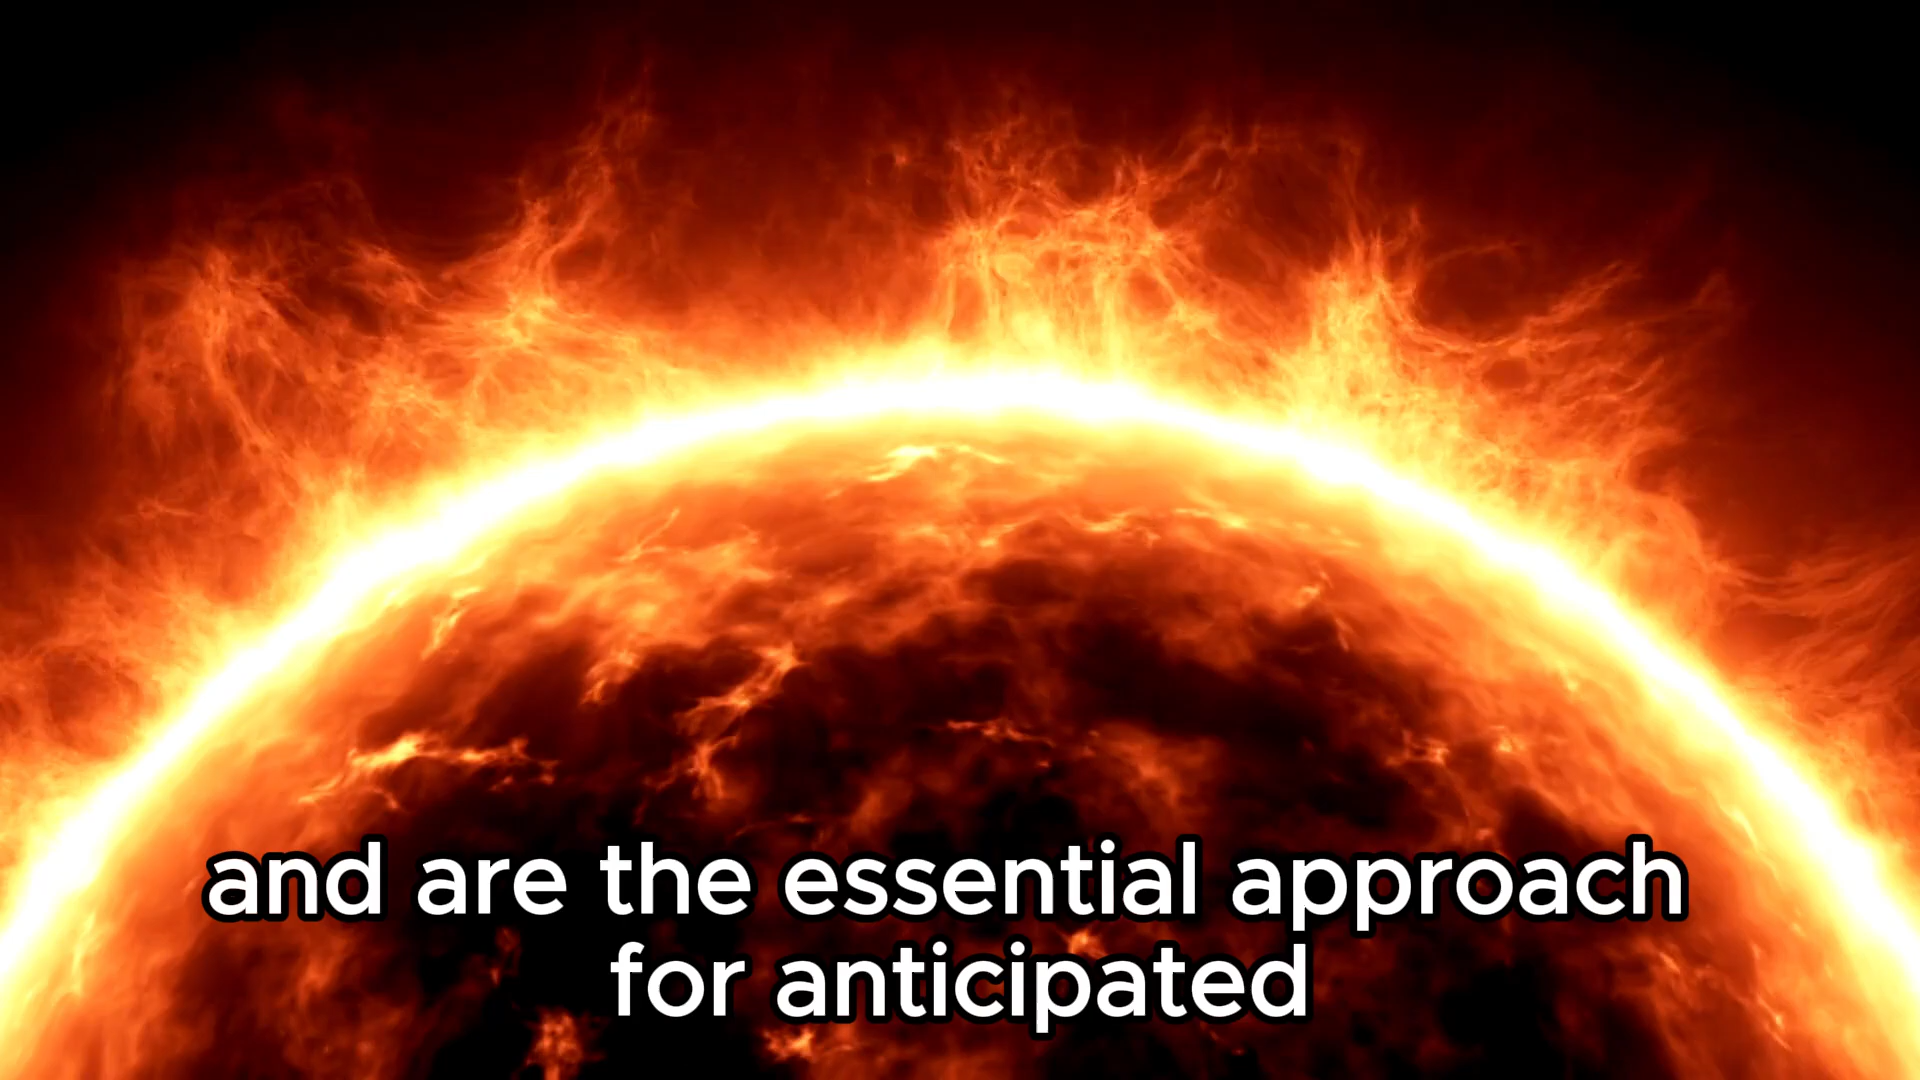 and are the essential approach
for anticipated